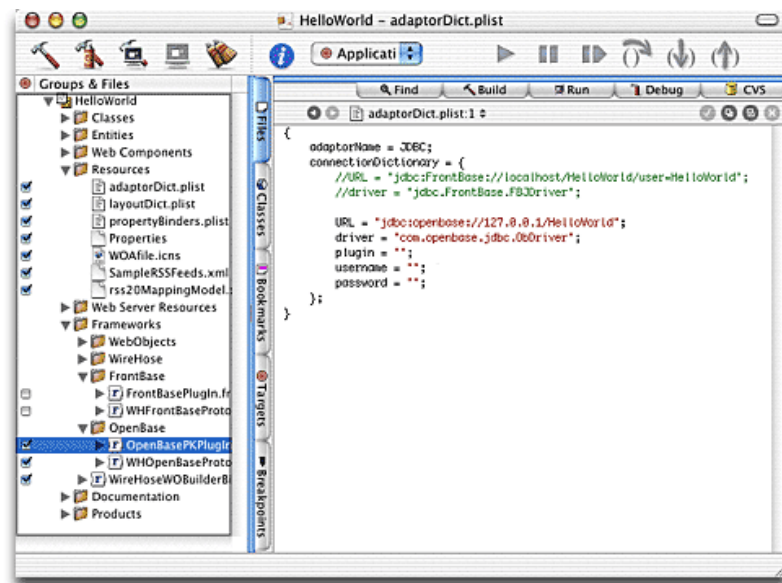 HelloWorld – adaptorDict.plist
Applicati
Groups & Files
HelloWorld
Classes
Entities
Web Components
Resources
adaptorDict.plist
layoutDict.plist
propertyBinders.plist
Properties
WOAfile.icns
SampleRSSFeeds.xml
rss20MappingModel.
Web Server Resources
Frameworks
WebObjects
WireHose
FrontBase
FrontBasePlugIn.fr
WHFrontBaseProto
OpenBase
OpenBasePKPlugIn
WHOpenBaseProto
WireHoseWOBuilderB
Documentation
Products
Files
Classes
Bookmarks
Targets
Breakpoints
Find
Build
Run
Debug
CVS
adaptorDict.plist:1
{
adaptorName = JDBC;
connectionDictionary = {
//URL = "jdbc:FrontBase://localhost/HelloWorld/user=HelloWorld";
//driver = "jdbc.FrontBase.FBJDriver";
URL = "jdbc:openbase://127.0.0.1/HelloWorld";
driver = "com.openbase.jdbc.ObDriver";
plugin = "";
username = "";
password = "";
};
}